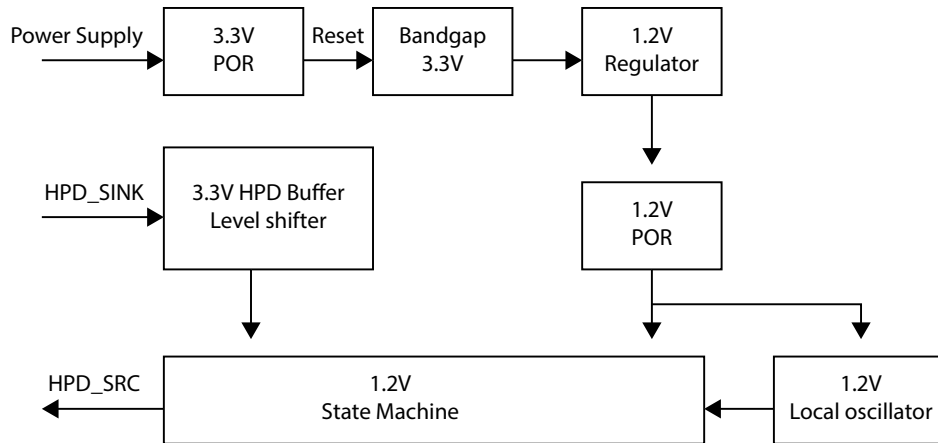 Power Supply
3.3V
POR
Reset
Bandgap
3.3V
1.2V
Regulator
HPD_SINK
3.3V HPD Buffer
Level shifter
1.2V
POR
HPD_SRC
1.2V
State Machine
1.2V
Local oscillator